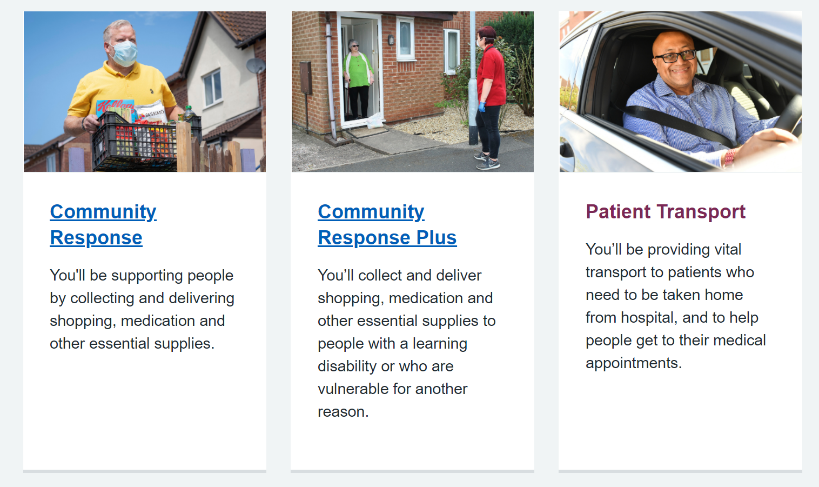 Community
Response
You'll be supporting people
by collecting and delivering
shopping, medication and
other essential supplies.
Community
Response Plus
You’ll collect and deliver
shopping, medication and
other essential supplies to
people with a learning
disability or who are
vulnerable for another
reason.
Patient Transport
You’ll be providing vital
transport to patients who
need to be taken home
from hospital, and to help
people get to their medical
appointments.